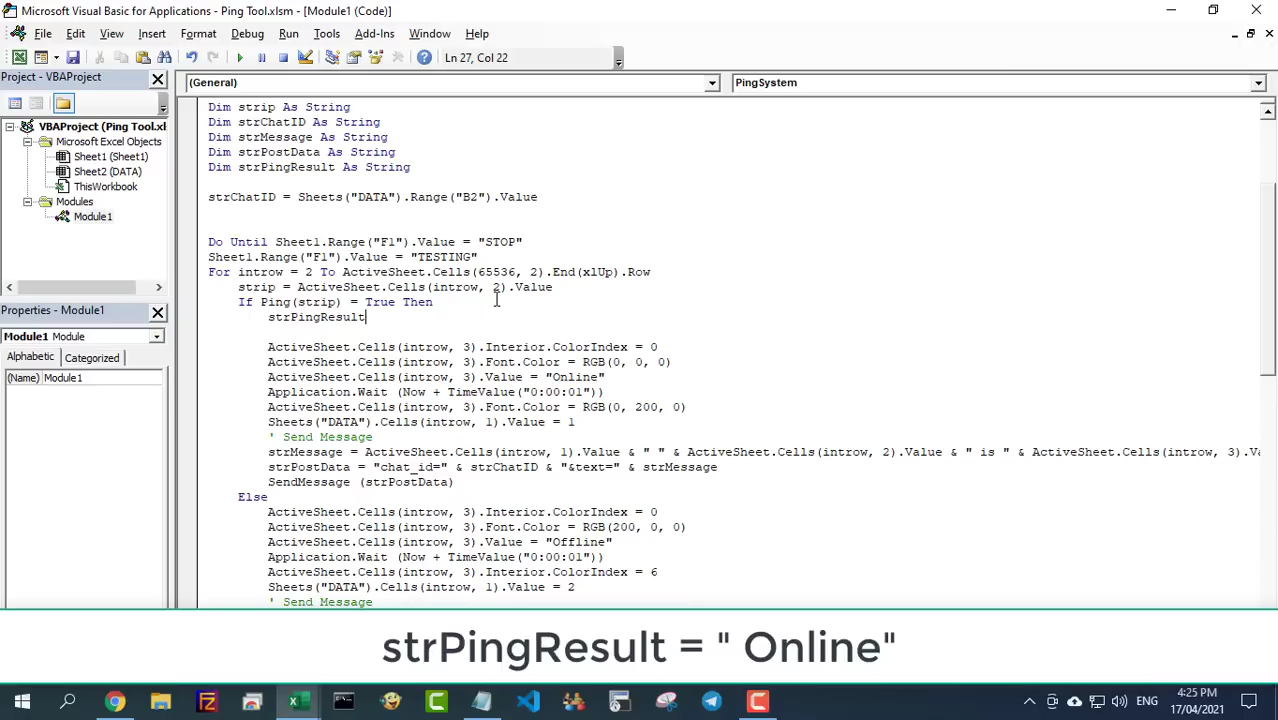 Microsoft Visual Basic for Applications - Ping Tool.xlsm - [Module1 (Code)]
File Edit View Insert Format Debug Run Tools Add-Ins Window Help
Ln 27, Col 22
Project - VBAProject
(General)
PingSystem
VBAProject (Ping Tool.xl
Microsoft Excel Objects
Sheet1 (Sheet1)
Sheet2 (DATA)
ThisWorkbook
Modules
Module1
Properties - Module1
Module1 Module
Alphabetic Categorized
(Name) Module1
Dim strip As String
Dim strChatID As String
Dim strMessage As String
Dim strPostData As String
Dim strPingResult As String
strChatID = Sheets("DATA").Range("B2").Value
Do Until Sheet1.Range("F1").Value = "STOP"
Sheet1.Range("F1").Value = "TESTING"
For introw = 2 To ActiveSheet.Cells(65536, 2).End(xlUp).Row
strip = ActiveSheet.Cells(introw, 2).Value
If Ping(strip) = True Then
strPingResult
ActiveSheet.Cells(introw, 3).Interior.ColorIndex = 0
ActiveSheet.Cells(introw, 3).Font.Color = RGB(0, 0, 0)
ActiveSheet.Cells(introw, 3).Value = "Online"
Application.Wait (Now + TimeValue("0:00:01"))
ActiveSheet.Cells(introw, 3).Font.Color = RGB(0, 200, 0)
Sheets("DATA").Cells(introw, 1).Value = 1
' Send Message
strMessage = ActiveSheet.Cells(introw, 1).Value & " " & ActiveSheet.Cells(introw, 2).Value & " is " & ActiveSheet.Cells(introw, 3).Va
strPostData = "chat_id=" & strChatID & "&text=" & strMessage
SendMessage (strPostData)
Else
ActiveSheet.Cells(introw, 3).Interior.ColorIndex = 0
ActiveSheet.Cells(introw, 3).Font.Color = RGB(200, 0, 0)
ActiveSheet.Cells(introw, 3).Value = "Offline"
Application.Wait (Now + TimeValue("0:00:01"))
ActiveSheet.Cells(introw, 3).Interior.ColorIndex = 6
Sheets("DATA").Cells(introw, 1).Value = 2
' Send Message
strPingResult = " Online"
ENG
4:25 PM
17/04/2021